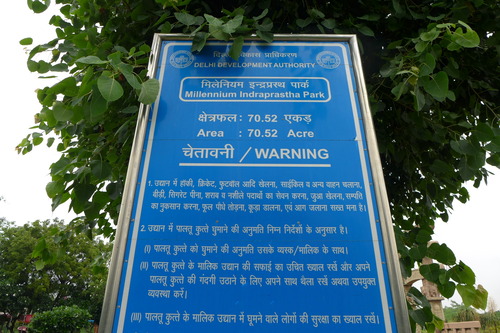 दिल्ली विकास प्राधिकरण
DELHI DEVELOPMENT AUTHORITY
मिलेनियम इन्द्रप्रस्थ पार्क
Millennium Indraprastha Park
क्षेत्रफल : 70.52 एकड़
Area : 70.52 Acre
चेतावनी / WARNING
1. उद्यान में हॉकी, क्रिकेट, फुटबॉल आदि खेलना, साईकिल व अन्य वाहन चलाना,
बीड़ी, सिगरेट पीना, शराब व नशीले पदार्थों का सेवन करना, जुआ खेलना, सम्पति
का नुकसान करना, फूल पौधे तोड़ना, कूड़ा डालना, एवं आग जलाना सख्त मना है।
2. उद्यान में पालतू कुत्ते घुमाने की अनुमति निम्न निर्देशों के अनुसार है।
(I) पालतू कुत्ते को घुमाने की अनुमति उसके व्यस्क/मालिक के साथ।
(II) पालतू कुत्ते के मालिक उद्यान की सफाई का उचित ख्याल रखें और अपने
पालतू कुत्ते की गंदगी उठाने के लिए अपने साथ थैला रखें अथवा उपयुक्त
व्यवस्था करें।
(III) पालतू कुत्ते के मालिक उद्यान में घूमने वाले लोगों की सुरक्षा का ख्याल रखें।